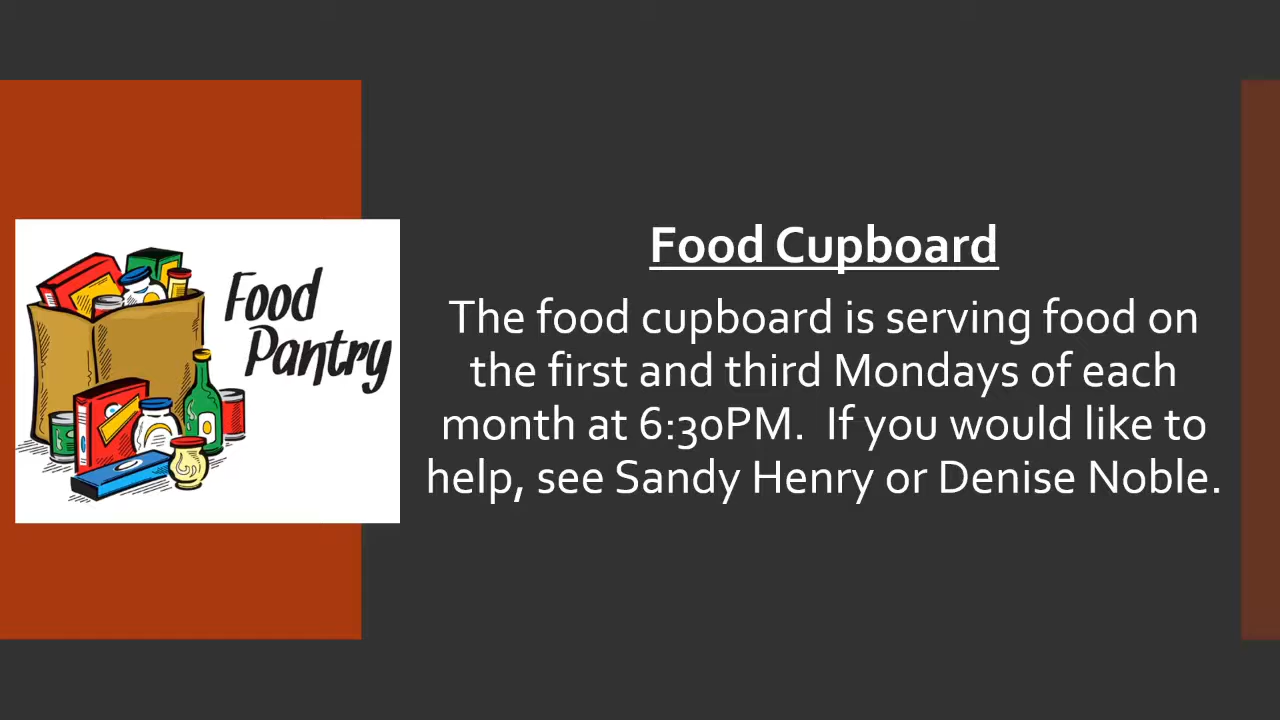 Food
Pantry
Food Cupboard
The food cupboard is serving food on
the first and third Mondays of each
month at 6:30PM.  If you would like to
help, see Sandy Henry or Denise Noble.